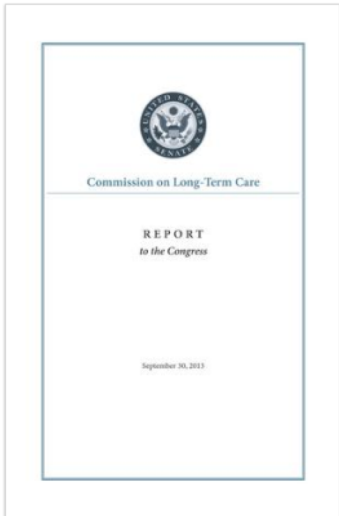 UNITED STATES
SENATE
Commission on Long-Term Care
REPORT
to the Congress
September 30, 2013